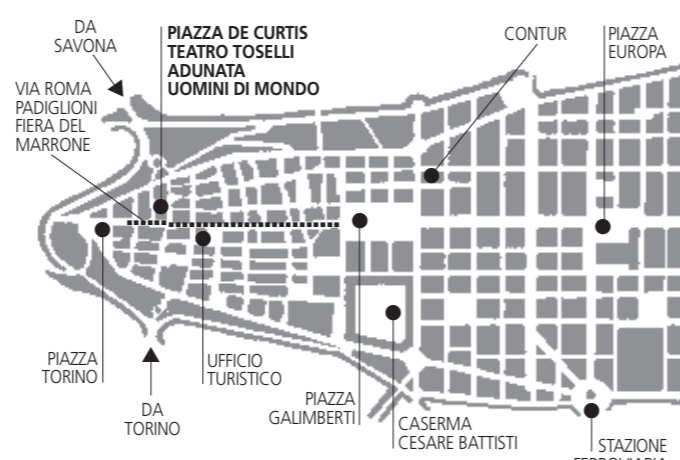 DA
SAVONA
PIAZZA DE CURTIS
TEATRO TOSELLI
ADUNATA
UOMINI DI MONDO
CONTUR
PIAZZA
EUROPA
VIA ROMA
PADIGLIONI
FIERA DEL
MARRONE
PIAZZA
TORINO
DA
TORINO
UFFICIO
TURISTICO
PIAZZA
GALIMBERTI
CASERMA
CESARE BATTISTI
STAZIONE
FERROVIARIA